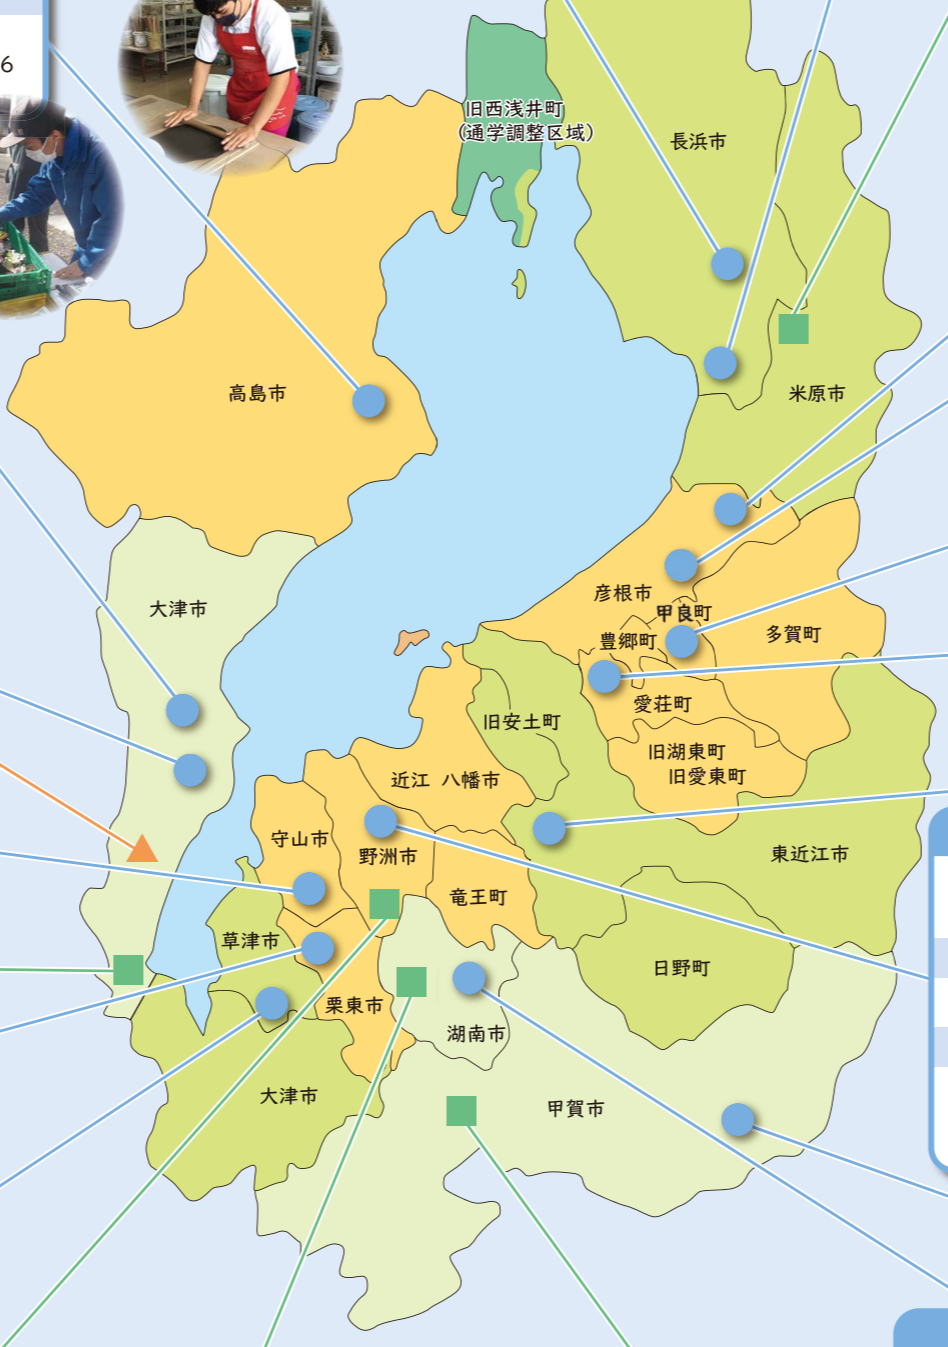 6
旧西浅井町
(通学調整区域)
長浜市
高島市
米原市
大津市
彦根市
甲良町
豊郷町
多賀町
愛荘町
旧安土町
旧湖東町
旧愛東町
近江 八幡市
守山市
野洲市
東近江市
竜王町
草津市
日野町
栗東市
湖南市
大津市
甲賀市